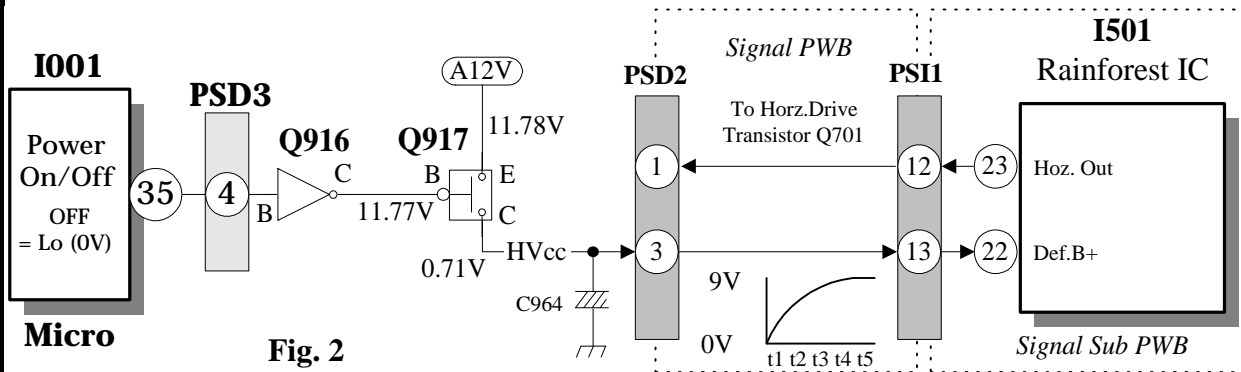 I001
Power
On/Off
OFF
= Lo (0V)
Micro
35
PSD3
4
B
Q916
C
11.77V
Q917
A12V
11.78V
B
E
C
0.71V
HVcc
C964
Fig. 2
Signal PWB
PSD2
1
3
To Horz.Drive
Transistor Q701
9V
0V
t1 t2 t3 t4 t5
PSI1
12
13
I501
Rainforest IC
23
Hoz. Out
22
Def.B+
Signal Sub PWB